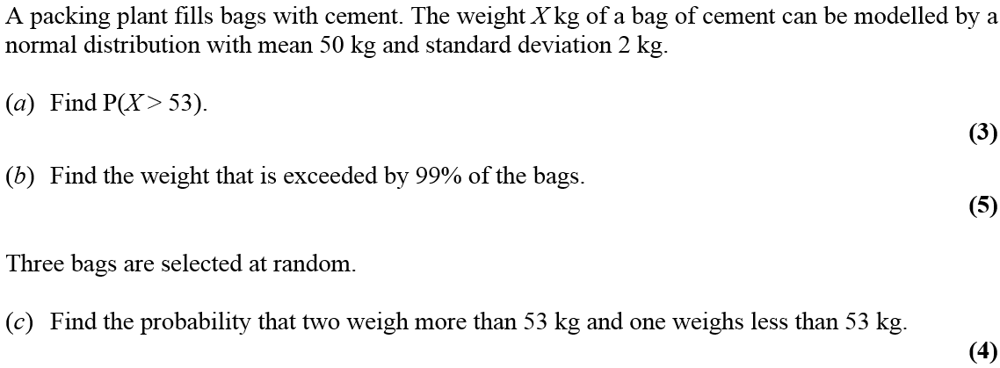 A packing plant fills bags with cement. The weight X kg of a bag of cement can be modelled by a
normal distribution with mean 50 kg and standard deviation 2 kg.
(a) Find P(X > 53).
(3)
(b) Find the weight that is exceeded by 99% of the bags.
(5)
Three bags are selected at random.
(c) Find the probability that two weigh more than 53 kg and one weighs less than 53 kg.
(4)